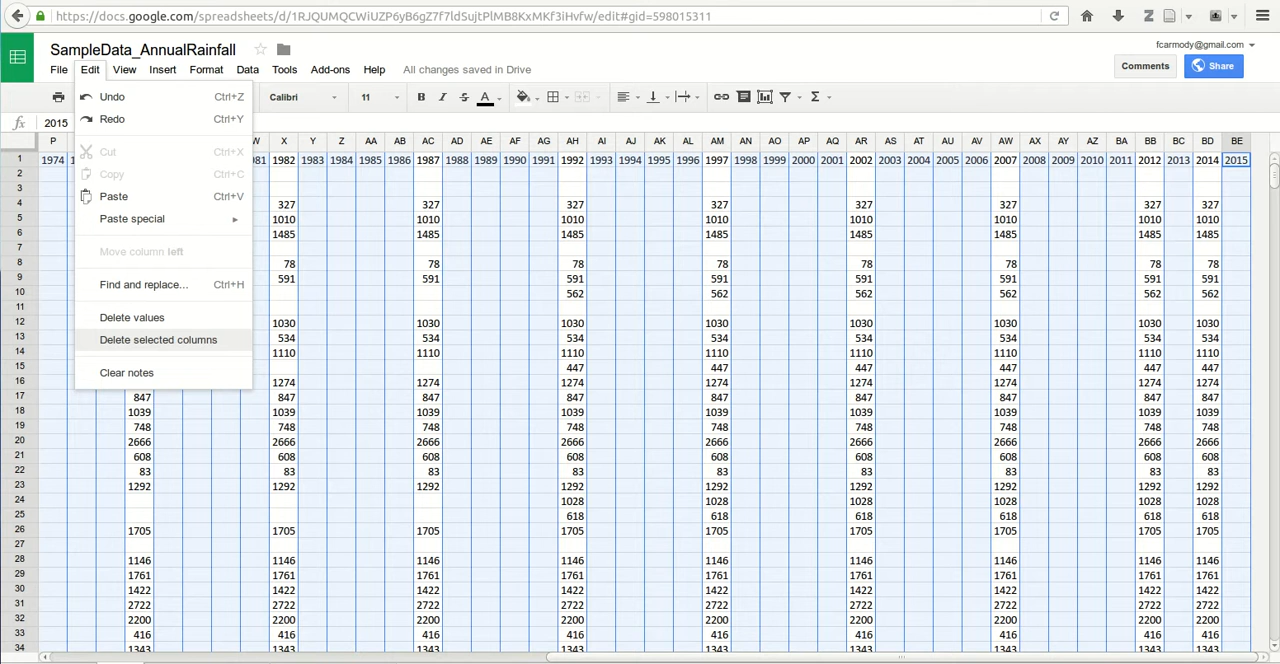 https://docs.google.com/spreadsheets/d/1RJQUMQCWiUZP6yB6gZ7f7ldSujtPlMB8KxMKf3iHvfw/edit#gid=598015311
SampleData_AnnualRainfall
fcarmody@gmail.com
File Edit View Insert Format Data Tools Add-ons Help All changes saved in Drive
Comments Share
Calibri 11 B I S A Σ
fx 2015
Undo Ctrl+Z
Redo Ctrl+Y
Cut Ctrl+X
Copy Ctrl+C
Paste Ctrl+V
Paste special
Move column left
Find and replace... Ctrl+H
Delete values
Delete selected columns
Clear notes
P X Y Z AA AB AC AD AE AF AG AH AI AJ AK AL AM AN AO AP AQ AR AS AT AU AV AW AX AY AZ BA BB BC BD BE
1 1974 1982 1983 1984 1985 1986 1987 1988 1989 1990 1991 1992 1993 1994 1995 1996 1997 1998 1999 2000 2001 2002 2003 2004 2005 2006 2007 2008 2009 2010 2011 2012 2013 2014 2015
2
3
4 327 327 327 327 327 327 327 327
5 1010 1010 1010 1010 1010 1010 1010 1010
6 1485 1485 1485 1485 1485 1485 1485 1485
7
8 78 78 78 78 78 78 78 78
9 591 591 591 591 591 591 591 591
10 562 562 562 562 562 562
11
12 1030 1030 1030 1030 1030 1030 1030 1030
13 534 534 534 534 534 534 534 534
14 1110 1110 1110 1110 1110 1110 1110 1110
15 447 447 447 447 447 447
16 1274 1274 1274 1274 1274 1274 1274 1274
17 847 847 847 847 847 847 847 847 847
18 1039 1039 1039 1039 1039 1039 1039 1039 1039
19 748 748 748 748 748 748 748 748 748
20 2666 2666 2666 2666 2666 2666 2666 2666 2666
21 608 608 608 608 608 608 608 608 608
22 83 83 83 83 83 83 83 83 83
23 1292 1292 1292 1292 1292 1292 1292 1292 1292
24 1028 1028 1028 1028 1028 1028
25 618 618 618 618 618 618
26 1705 1705 1705 1705 1705 1705 1705 1705 1705
27
28 1146 1146 1146 1146 1146 1146 1146 1146 1146
29 1761 1761 1761 1761 1761 1761 1761 1761 1761
30 1422 1422 1422 1422 1422 1422 1422 1422 1422
31 2722 2722 2722 2722 2722 2722 2722 2722 2722
32 2200 2200 2200 2200 2200 2200 2200 2200 2200
33 416 416 416 416 416 416 416 416 416
34 1343 1343 1343 1343 1343 1343 1343 1343 1343